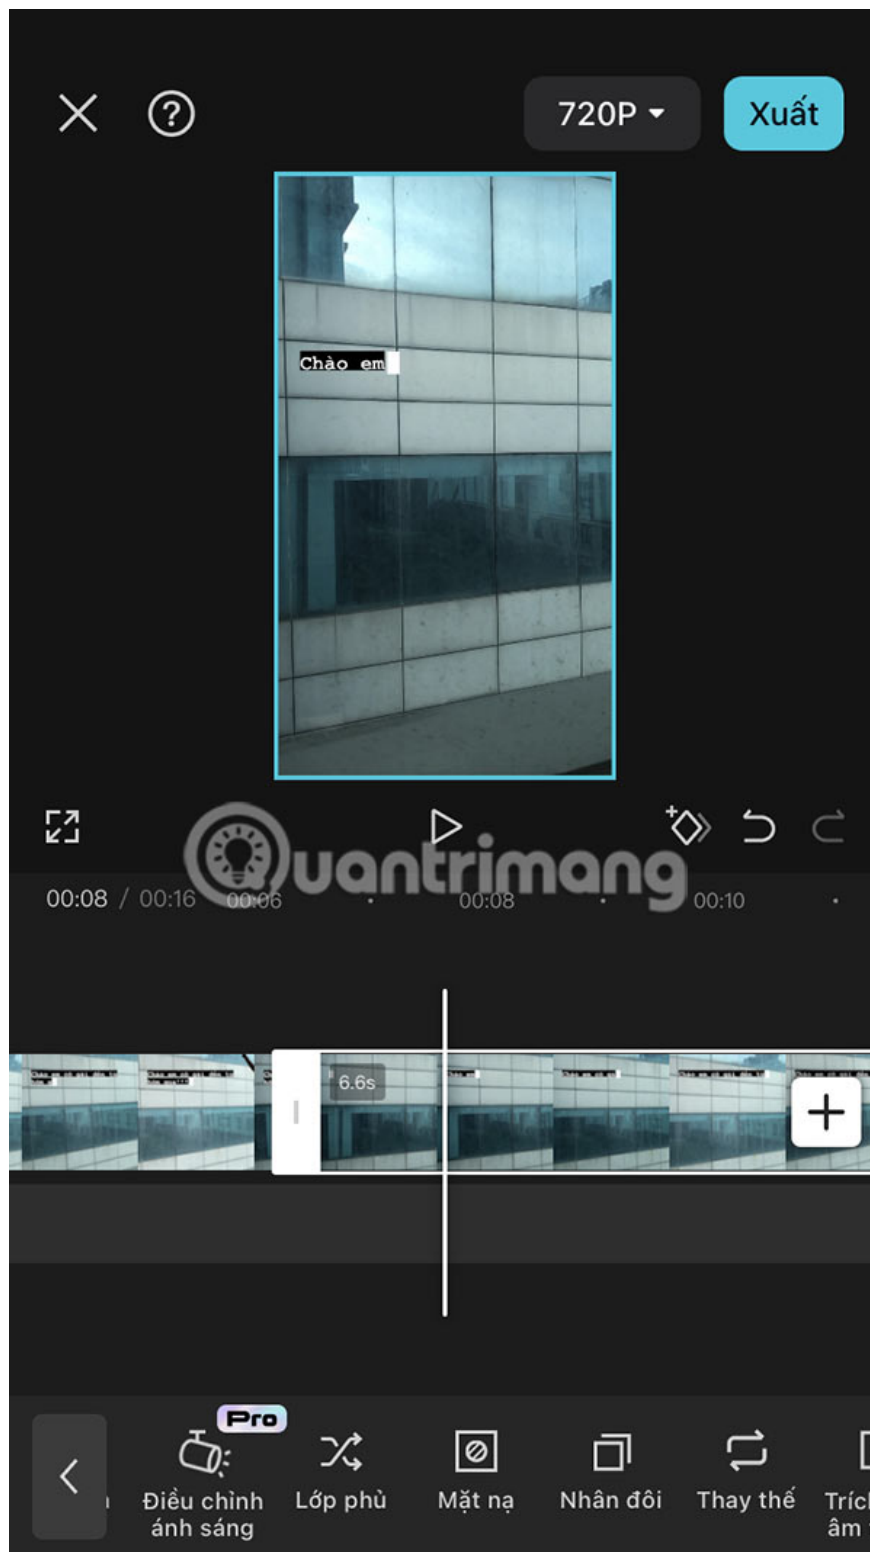 720P
Xuất
Chào em
Quantrimang
00:08 / 00:16 00:06 00:08 00:10
6.6s
Pro
Điều chỉnh ánh sáng
Lớp phủ
Mặt nạ
Nhân đôi
Thay thế